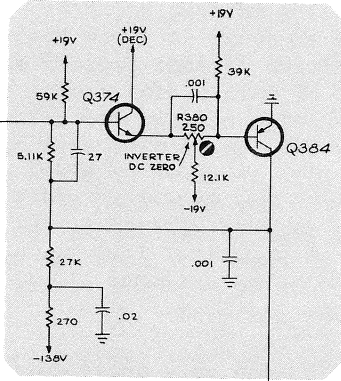 +19V
+19V
(DEC)
+19V
59K
Q374
.001
39K
R380
250
5.11K
27
INVERTER
DC ZERO
Q384
12.1K
-19V
27K
.001
270
.02
-138V